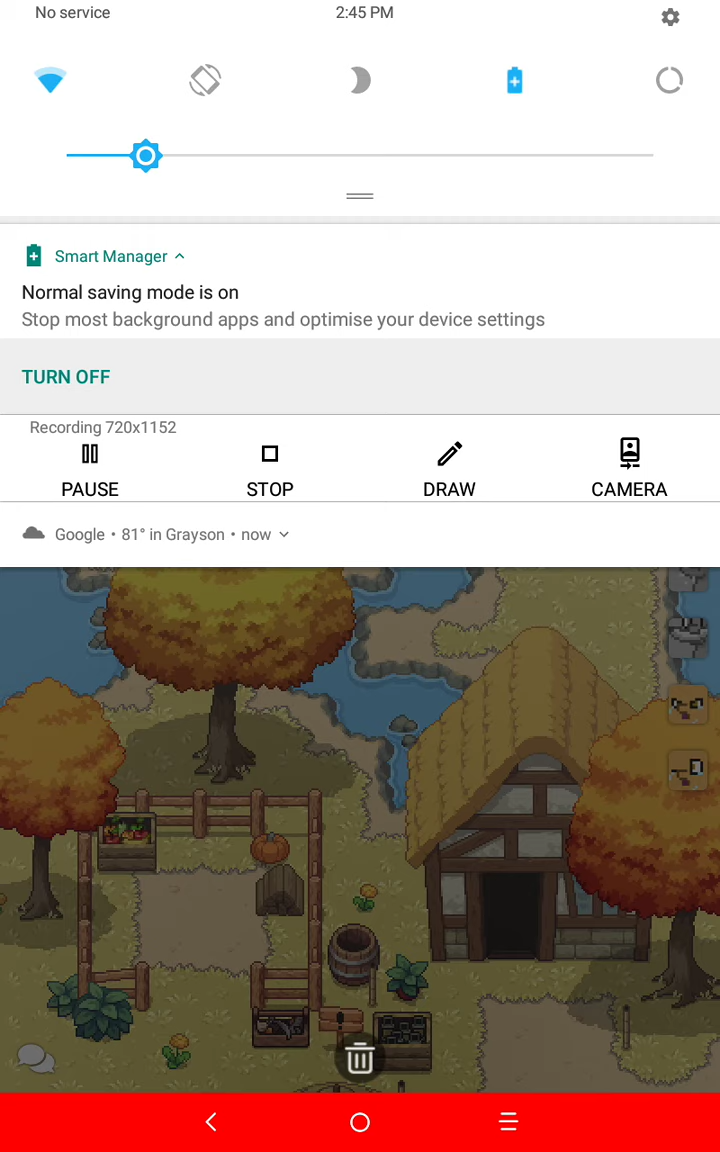 No service
2:45 PM
Smart Manager
Normal saving mode is on
Stop most background apps and optimise your device settings
TURN OFF
Recording 720x1152
PAUSE
STOP
DRAW
CAMERA
Google • 81° in Grayson • now